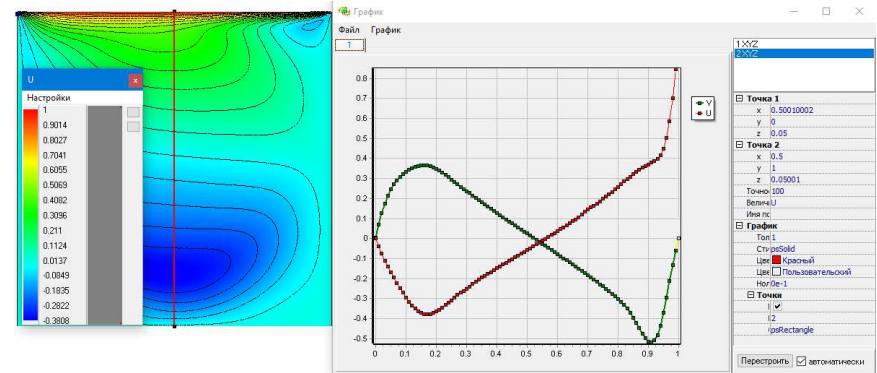 График
Файл График
1
U
Настройки
1
0.9014
0.8027
0.7041
0.6055
0.5069
0.4082
0.3096
0.211
0.1124
0.0137
-0.0849
-0.1835
-0.2822
-0.3808
0.8
0.7
0.6
0.5
0.4
0.3
0.2
0.1
0
-0.1
-0.2
-0.3
-0.4
-0.5
0 0.1 0.2 0.3 0.4 0.5 0.6 0.7 0.8 0.9 1
V
U
1 XYZ
2 XYZ
Точка 1
x 0.50010002
y 0
z 0.05
Точка 2
x 0.5
y 1
z 0.05001
Точно 100
Велич U
Имя по
График
Тол 1
Сти psSolid
Цве Красный
Цве Пользовательский
Ног 0e-1
Точки
2
psRectangle
Перестроить автоматически